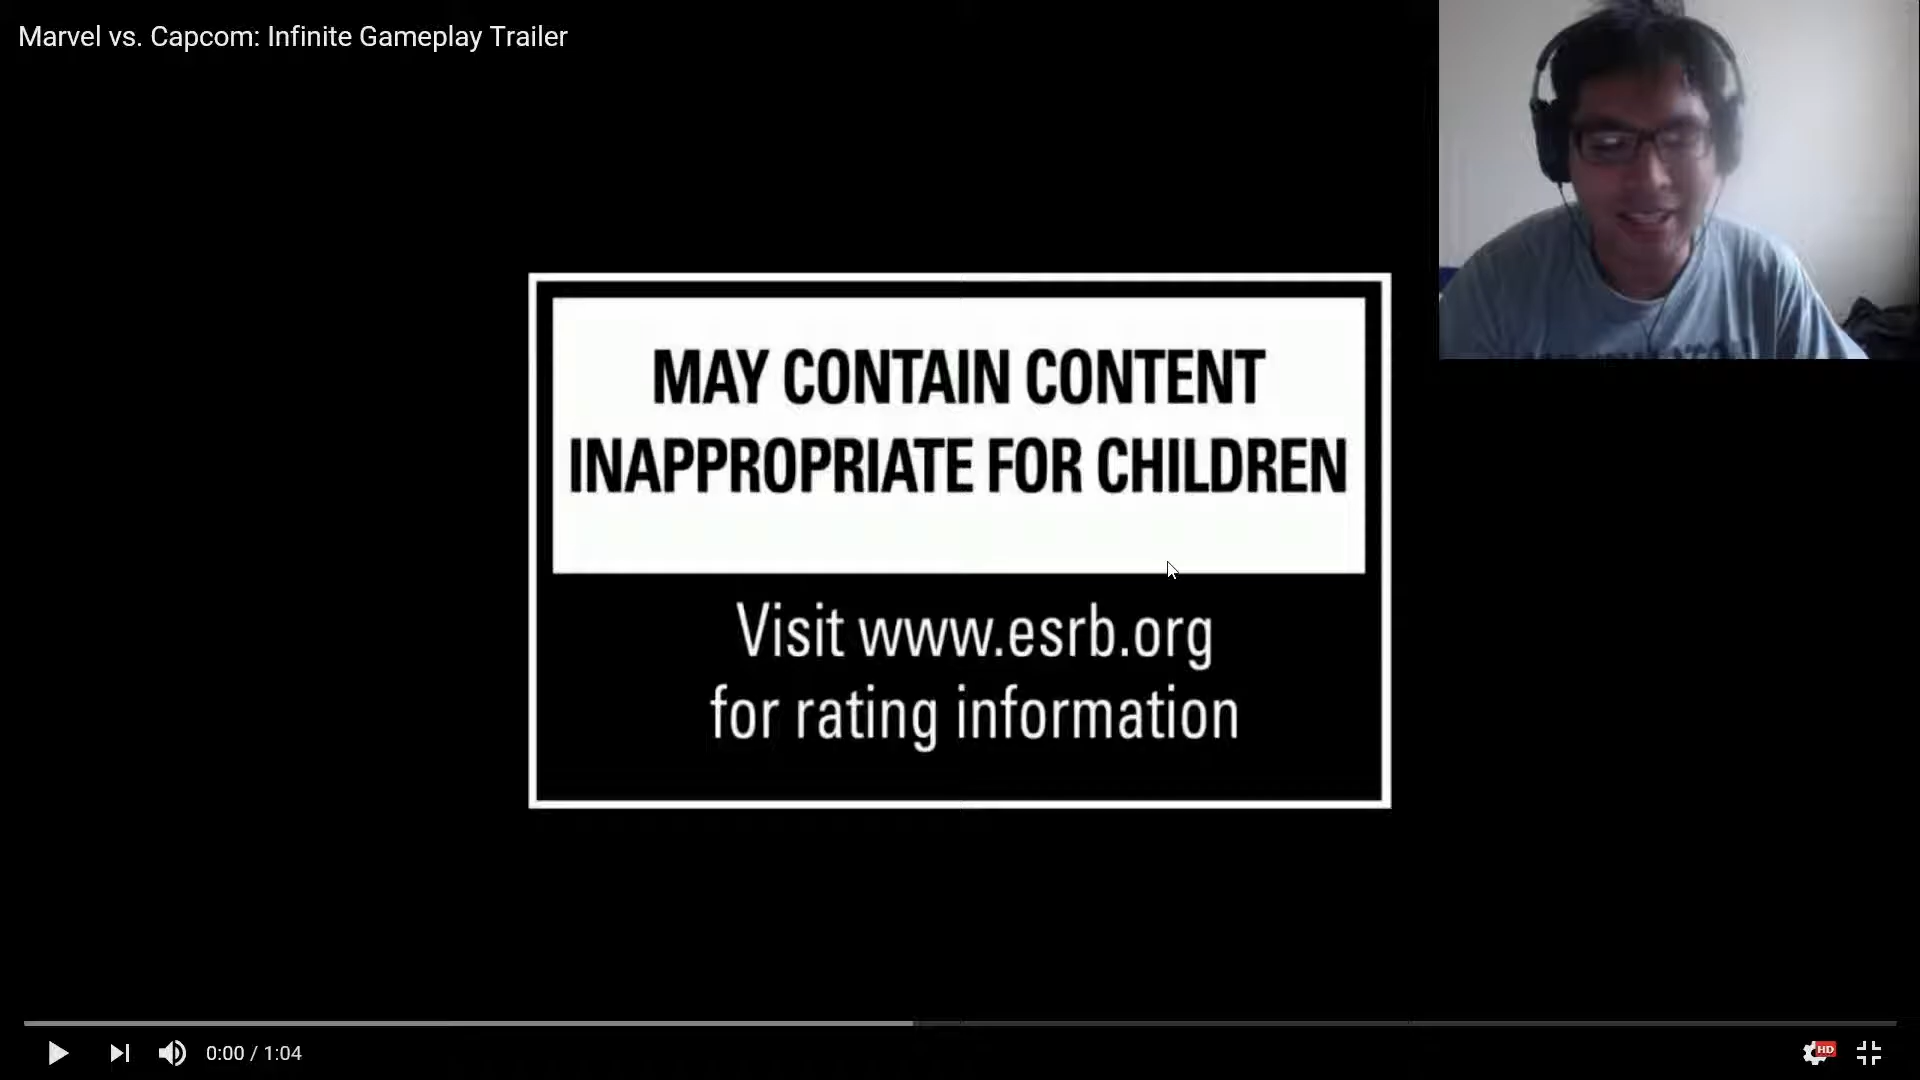 Marvel vs. Capcom: Infinite Gameplay Trailer
MAY CONTAIN CONTENT
INAPPROPRIATE FOR CHILDREN
Visit www.esrb.org
for rating information
0:00 / 1:04
HD